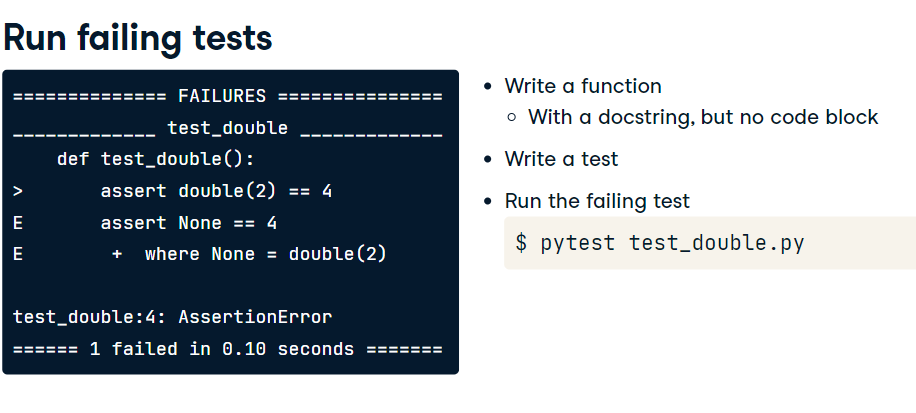 Run failing tests
============== FAILURES ===============
_____________ test_double _____________
    def test_double():
>       assert double(2) == 4
E       assert None == 4
E        +  where None = double(2)
test_double:4: AssertionError
====== 1 failed in 0.10 seconds =======
• Write a function
◦ With a docstring, but no code block
• Write a test
• Run the failing test
$ pytest test_double.py